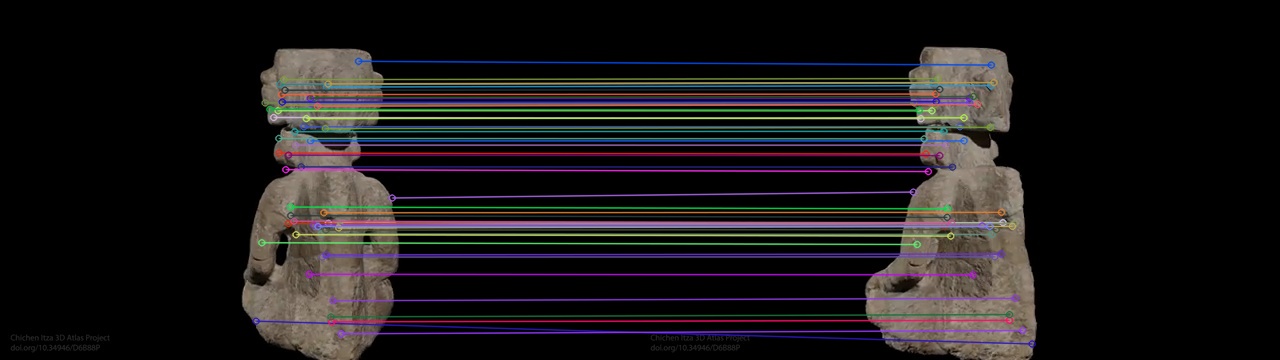 Chichen Itza 3D Atlas Project
doi.org/10.34946/D6B88P
Chichen Itza 3D Atlas Project
doi.org/10.34946/D6B88P